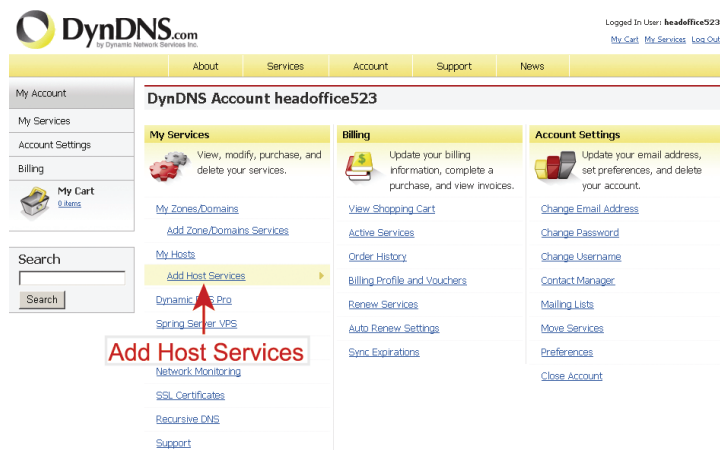 DynDNS.com
by Dynamic Network Services Inc.
Logged In User: headoffice523
My Cart My Services Log Out
About Services Account Support News
My Account
My Services
Account Settings
Billing
My Cart
0 items
Search
Search
DynDNS Account headoffice523
My Services
View, modify, purchase, and
delete your services.
My Zones/Domains
Add Zone/Domains Services
My Hosts
Add Host Services
Dynamic DNS Pro
Spring Server VPS
Add Host Services
Network Monitoring
SSL Certificates
Recursive DNS
Support
Billing
Update your billing
information, complete a
purchase, and view invoices.
View Shopping Cart
Active Services
Order History
Billing Profile and Vouchers
Renew Services
Auto Renew Settings
Sync Expirations
Account Settings
Update your email address,
set preferences, and delete
your account.
Change Email Address
Change Password
Change Username
Contact Manager
Mailing Lists
Move Services
Preferences
Close Account